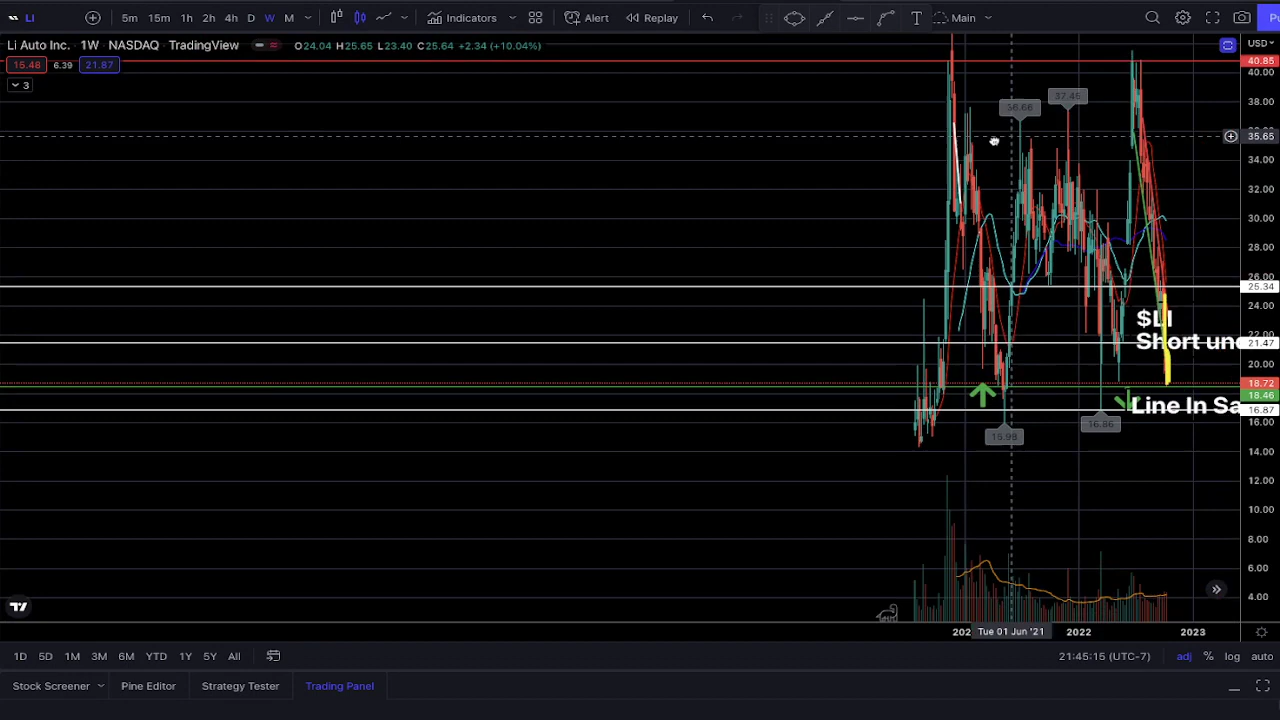 LI
5m 15m 1h 2h 4h D W M
Indicators
Alert
Replay
Main
Li Auto Inc. · 1W · NASDAQ · TradingView
O24.04 H25.65 L23.40 C25.64 +2.34 (+10.04%)
USD
15.48 6.39 21.87
3
40.85
40.00
38.00
37.45
35.65
34.00
32.00
30.00
28.00
26.00
25.34
$LI
Short und
22.00
21.47
20.00
18.72
18.46
Line In Sa
16.87
16.00
16.86
15.98
14.00
12.00
10.00
8.00
6.00
4.00
Tue 01 Jun '21
2022
2023
1D 5D 1M 3M 6M YTD 1Y 5Y All
21:45:15 (UTC-7)
adj % log auto
Stock Screener
Pine Editor
Strategy Tester
Trading Panel